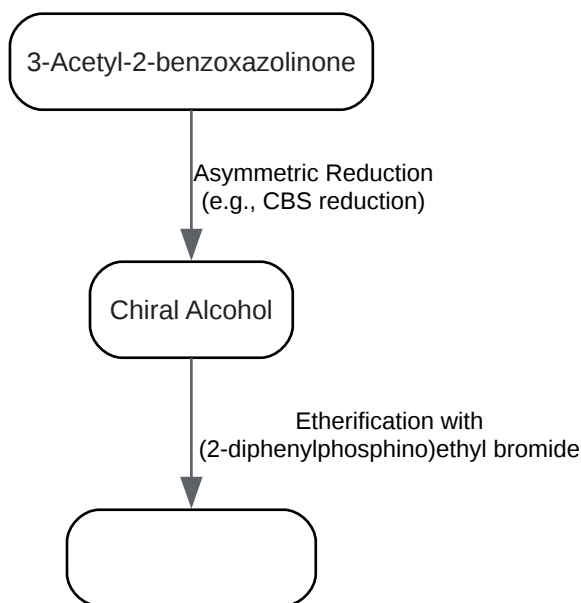 3-Acetyl-2-benzoxazolinone
Asymmetric Reduction
(e.g., CBS reduction)
Chiral Alcohol
Etherification with
(2-diphenylphosphino)ethyl bromide